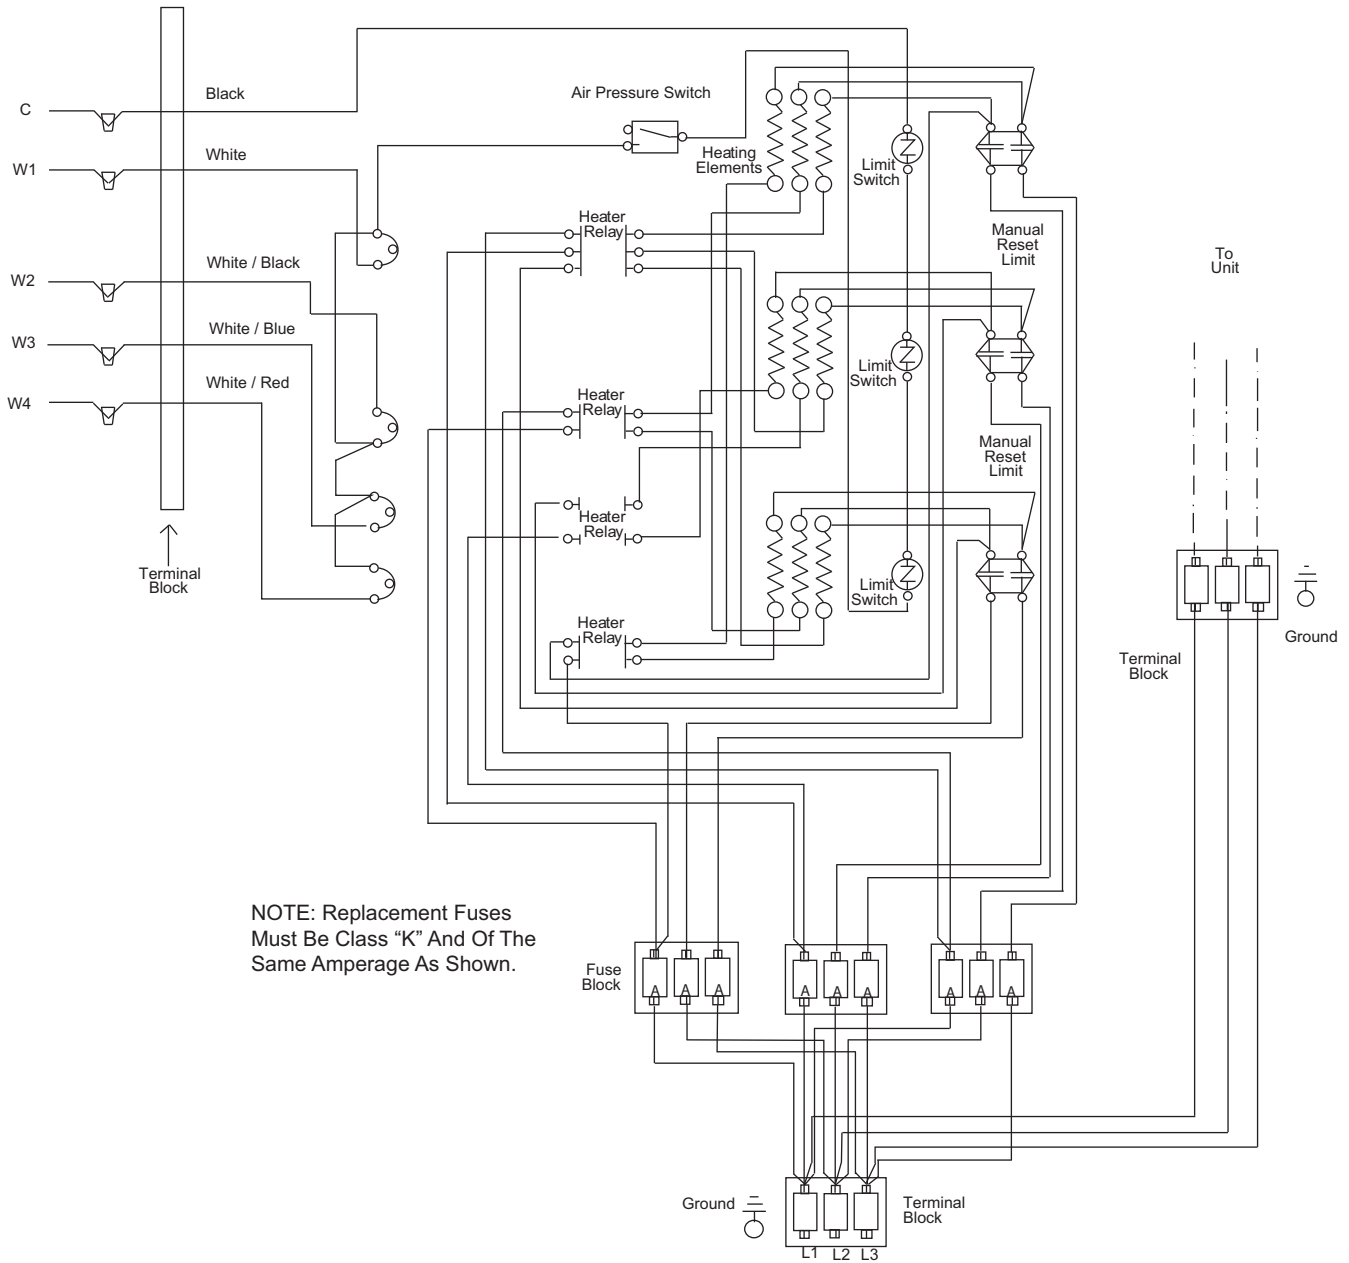 Black
C
Air Pressure Switch
White
W1
Heating
Elements
Limit
Switch
Heater
Relay
Manual
Reset
Limit
To
Unit
White / Black
W2
White / Blue
W3
Limit
Switch
White / Red
W4
Heater
Relay
Manual
Reset
Limit
Heater
Relay
Terminal
Block
Limit
Switch
Heater
Relay
Ground
Terminal
Block
NOTE: Replacement Fuses
Must Be Class “K” And Of The
Same Amperage As Shown.
Fuse
Block
A A A A A A A A A
Ground
Terminal
Block
L1 L2 L3